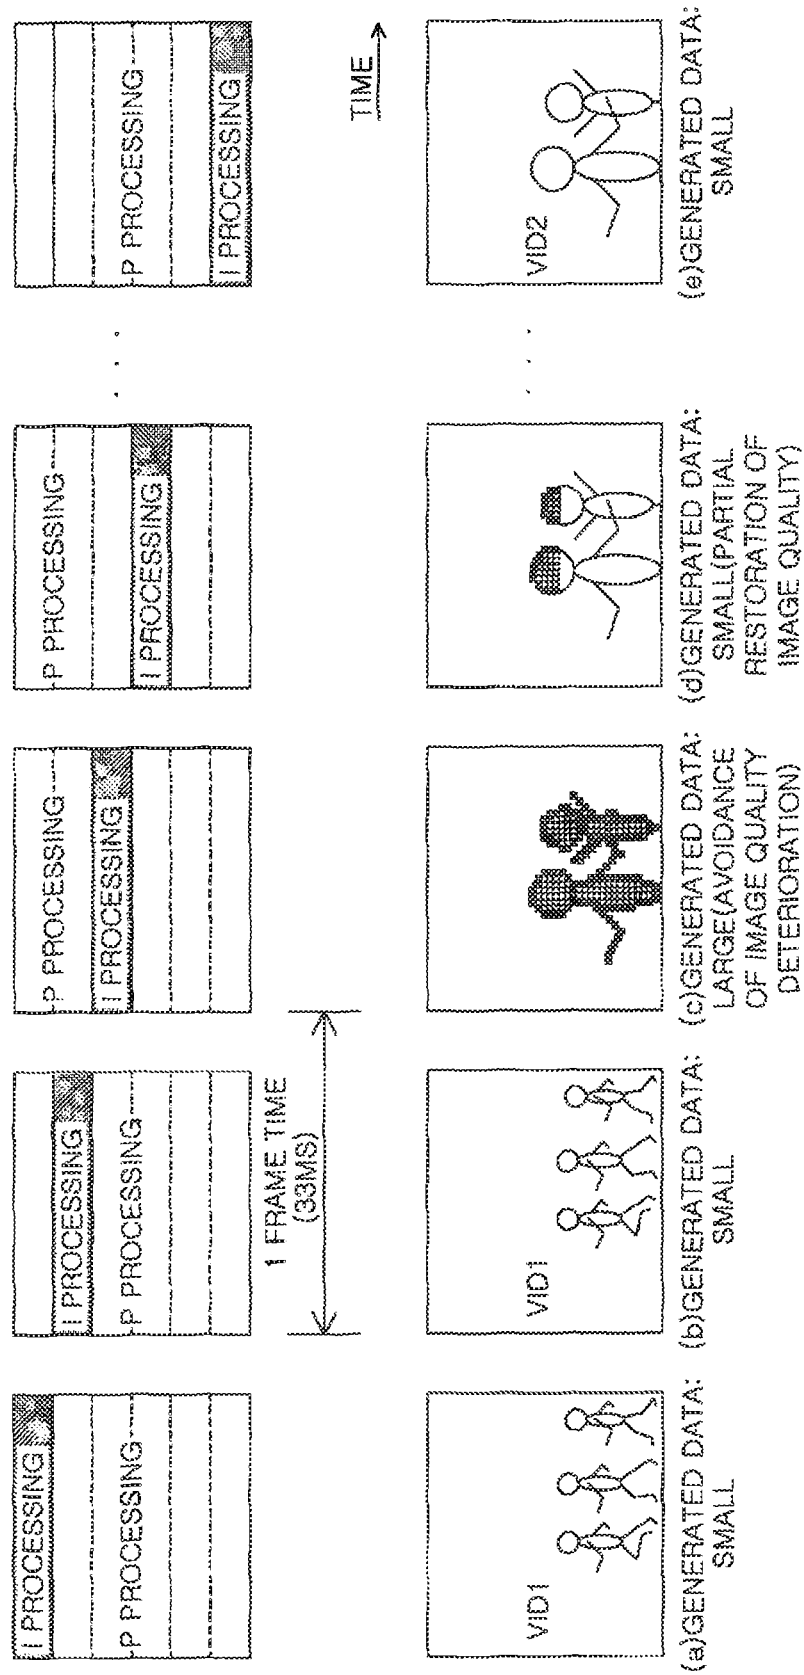 I PROCESSING
P PROCESSING
I PROCESSING
P PROCESSING
P PROCESSING
I PROCESSING
P PROCESSING
I PROCESSING
P PROCESSING
I PROCESSING
1 FRAME TIME
(33MS)
TIME
VID1
VID1
VID2
(a)GENERATED DATA:
SMALL
(b)GENERATED DATA:
SMALL
(c)GENERATED DATA:
LARGE(AVOIDANCE
OF IMAGE QUALITY
DETERIORATION)
(d)GENERATED DATA:
SMALL(PARTIAL
RESTORATION OF
IMAGE QUALITY)
(e)GENERATED DATA:
SMALL